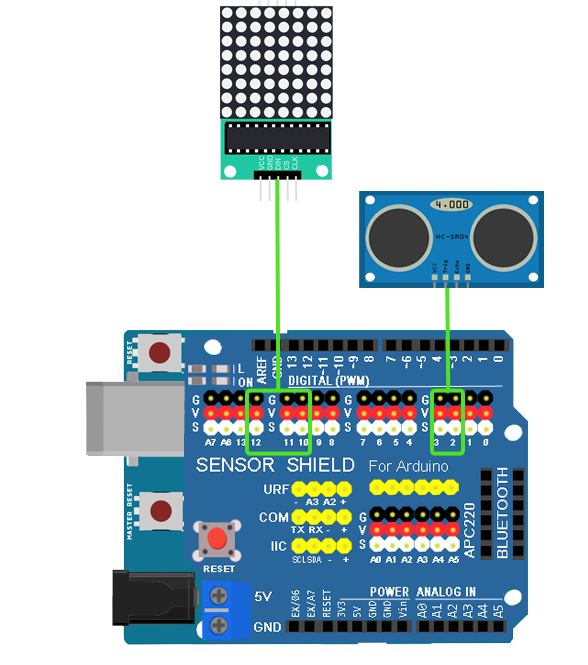 VCC GND DIN CS CLK
4.000
HC-SR04
VCC Trig Echo GND
RESET
L
ON
AREF GND 13 12 ~11 ~10 ~9 8 7 ~6 ~5 4 ~3 2 1 0
DIGITAL (PWM)
G G G G
V V V V
S S S S
A7 A6 13 12 11 10 9 8 7 6 5 4 3 2 1 0
SENSOR SHIELD For Arduino
URF - A3 A2 +
COM TX RX - +
IIC SCL SDA - +
G
V
S
A0 A1 A2 A3 A4 A5
APC220
BLUETOOTH
MASTER RESET
RESET
5V
GND
POWER ANALOG IN
EX/06 EX/A7 RESET 3V3 5V GND GND Vin A0 A1 A2 A3 A4 A5